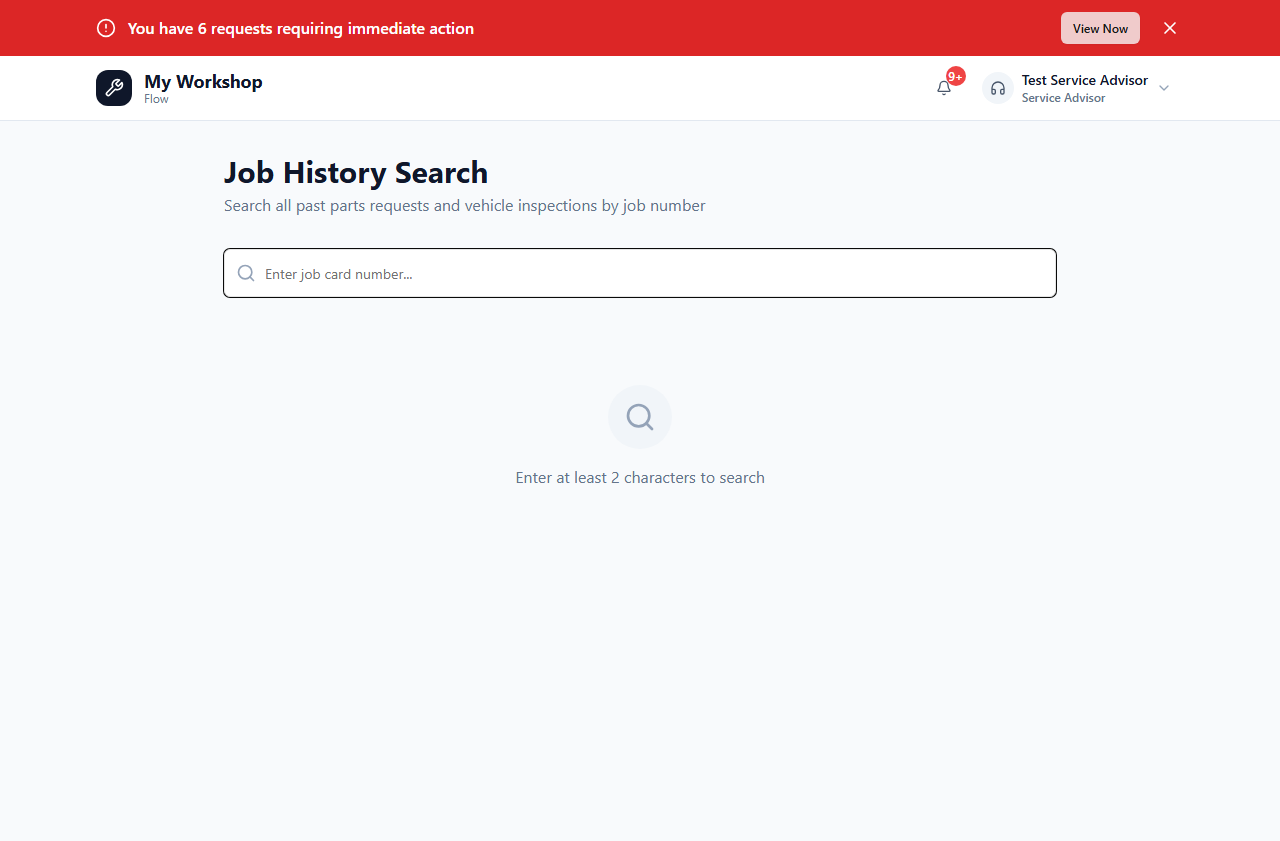 You have 6 requests requiring immediate action
View Now
My Workshop
Flow
9+
Test Service Advisor
Service Advisor
Job History Search
Search all past parts requests and vehicle inspections by job number
Enter job card number...
Enter at least 2 characters to search